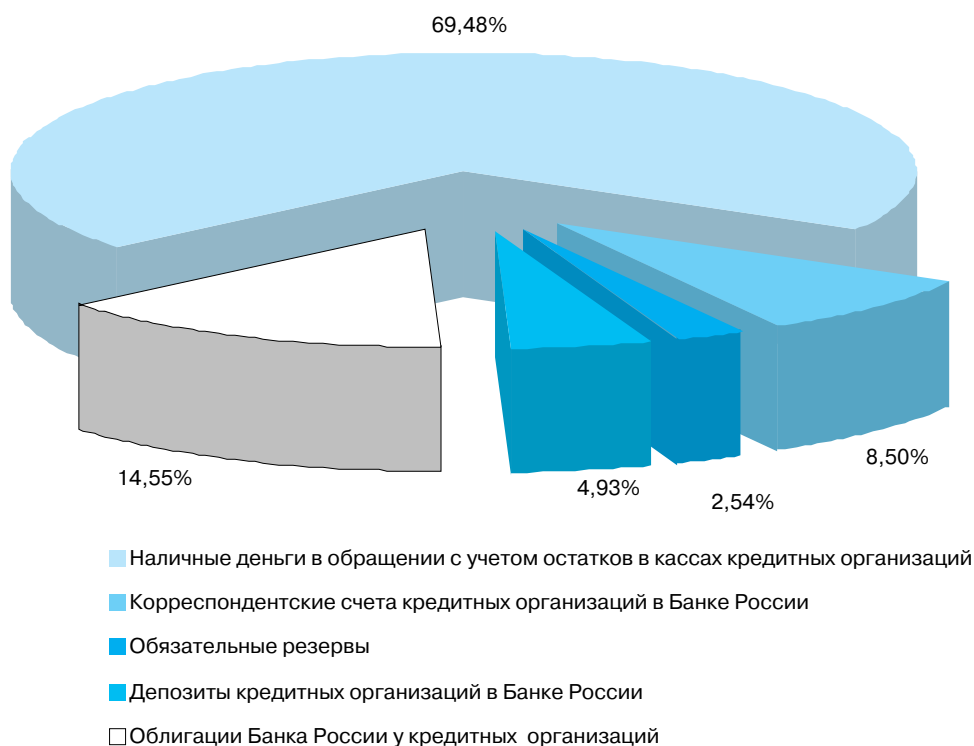 69,48%
8,50%
14,55%
4,93%
2,54%
Наличные деньги в обращении с учетом остатков в кассах кредитных организаций
Корреспондентские счета кредитных организаций в Банке России
Обязательные резервы
Депозиты кредитных организаций в Банке России
Облигации Банка России у кредитных организаций